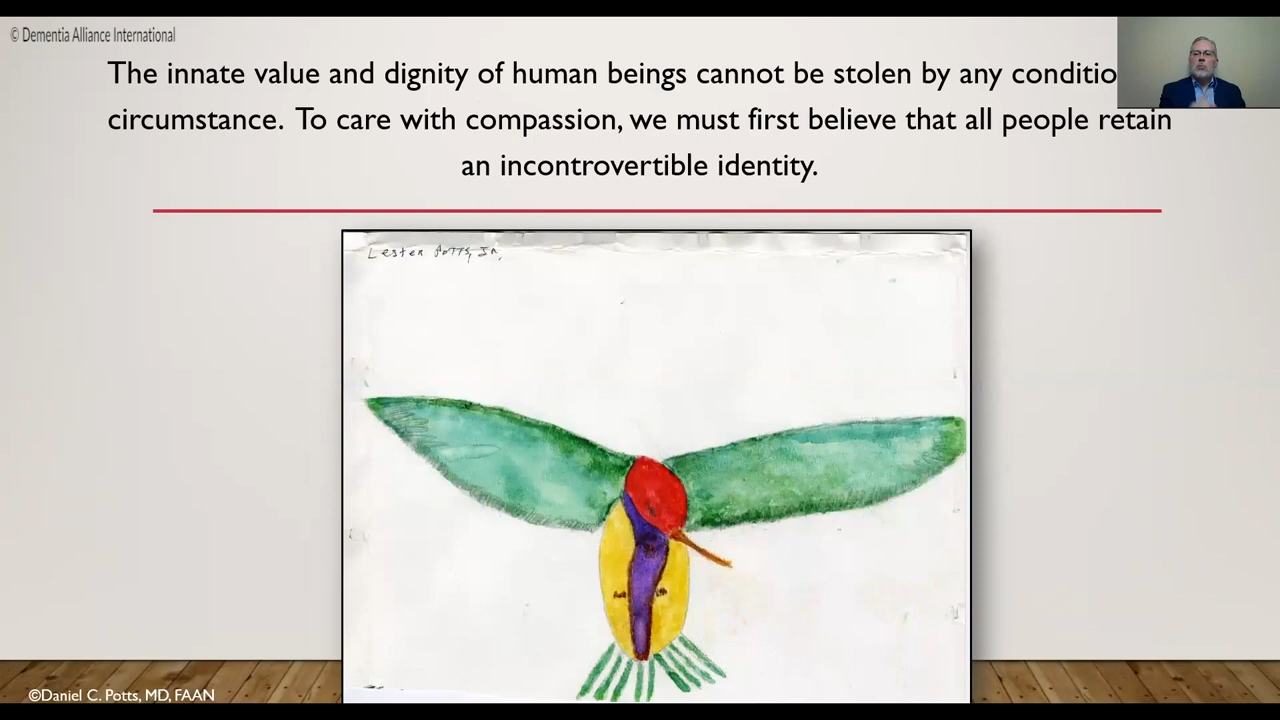 © Dementia Alliance International
The innate value and dignity of human beings cannot be stolen by any
circumstance. To care with compassion, we must first believe that all people retain
an incontrovertible identity.
Lester Potts, Jr.
©Daniel C. Potts, MD, FAAN